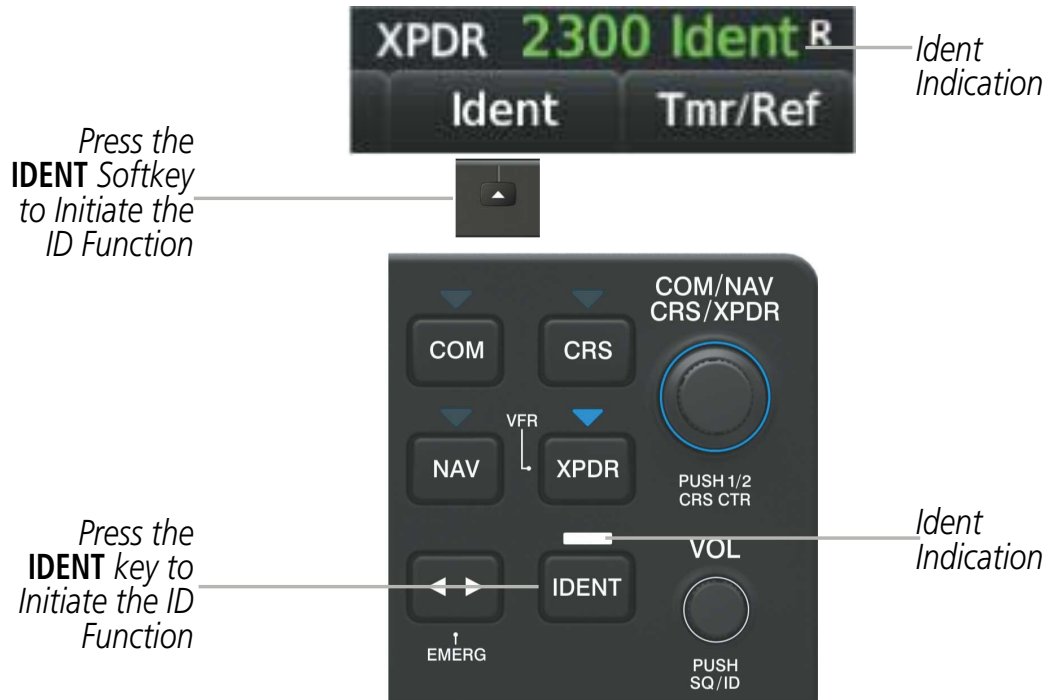 XPDR 2300 Ident R
Ident
Indication
Ident
Tmr/Ref
Press the
IDENT Softkey
to Initiate the
ID Function
COM/NAV
CRS/XPDR
COM
CRS
VFR
NAV
XPDR
PUSH 1/2
CRS CTR
Press the
IDENT key to
Initiate the ID
Function
IDENT
EMERG
VOL
Ident
Indication
PUSH
SQ/ID